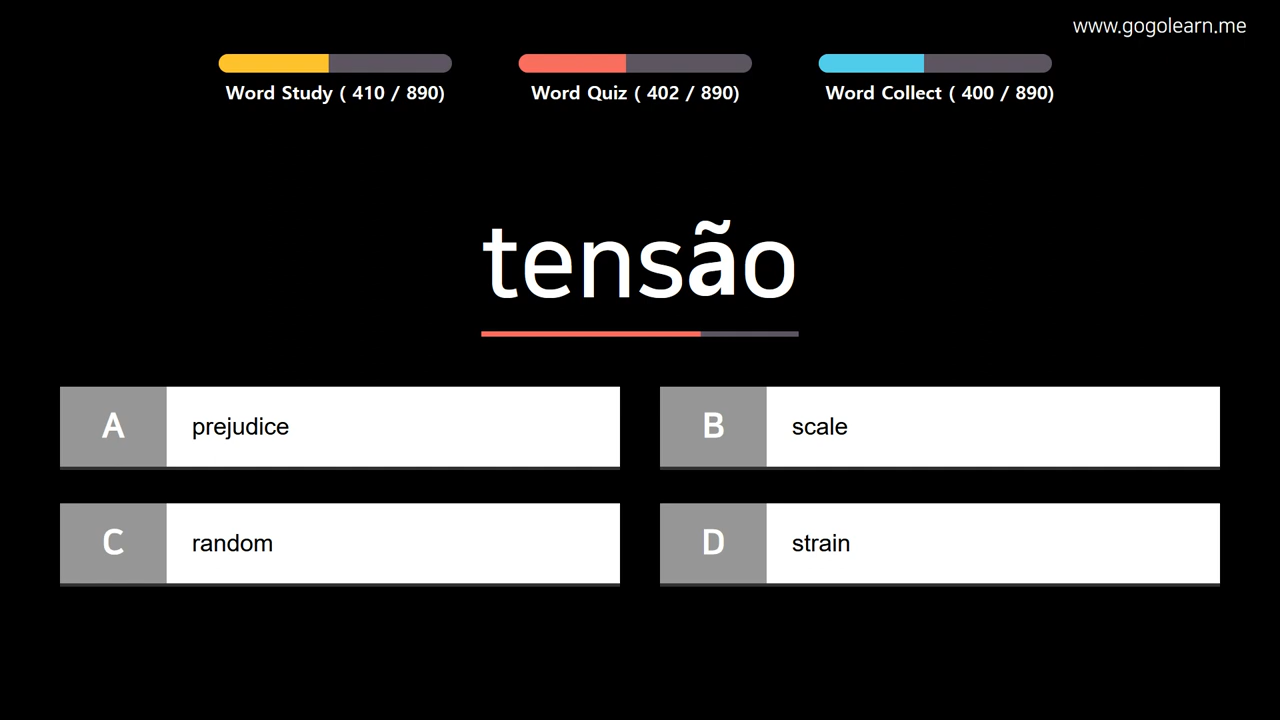 www.gogolearn.me
Word Study ( 410 / 890)
Word Quiz ( 402 / 890)
Word Collect ( 400 / 890)
tensão
A prejudice
B scale
C random
D strain